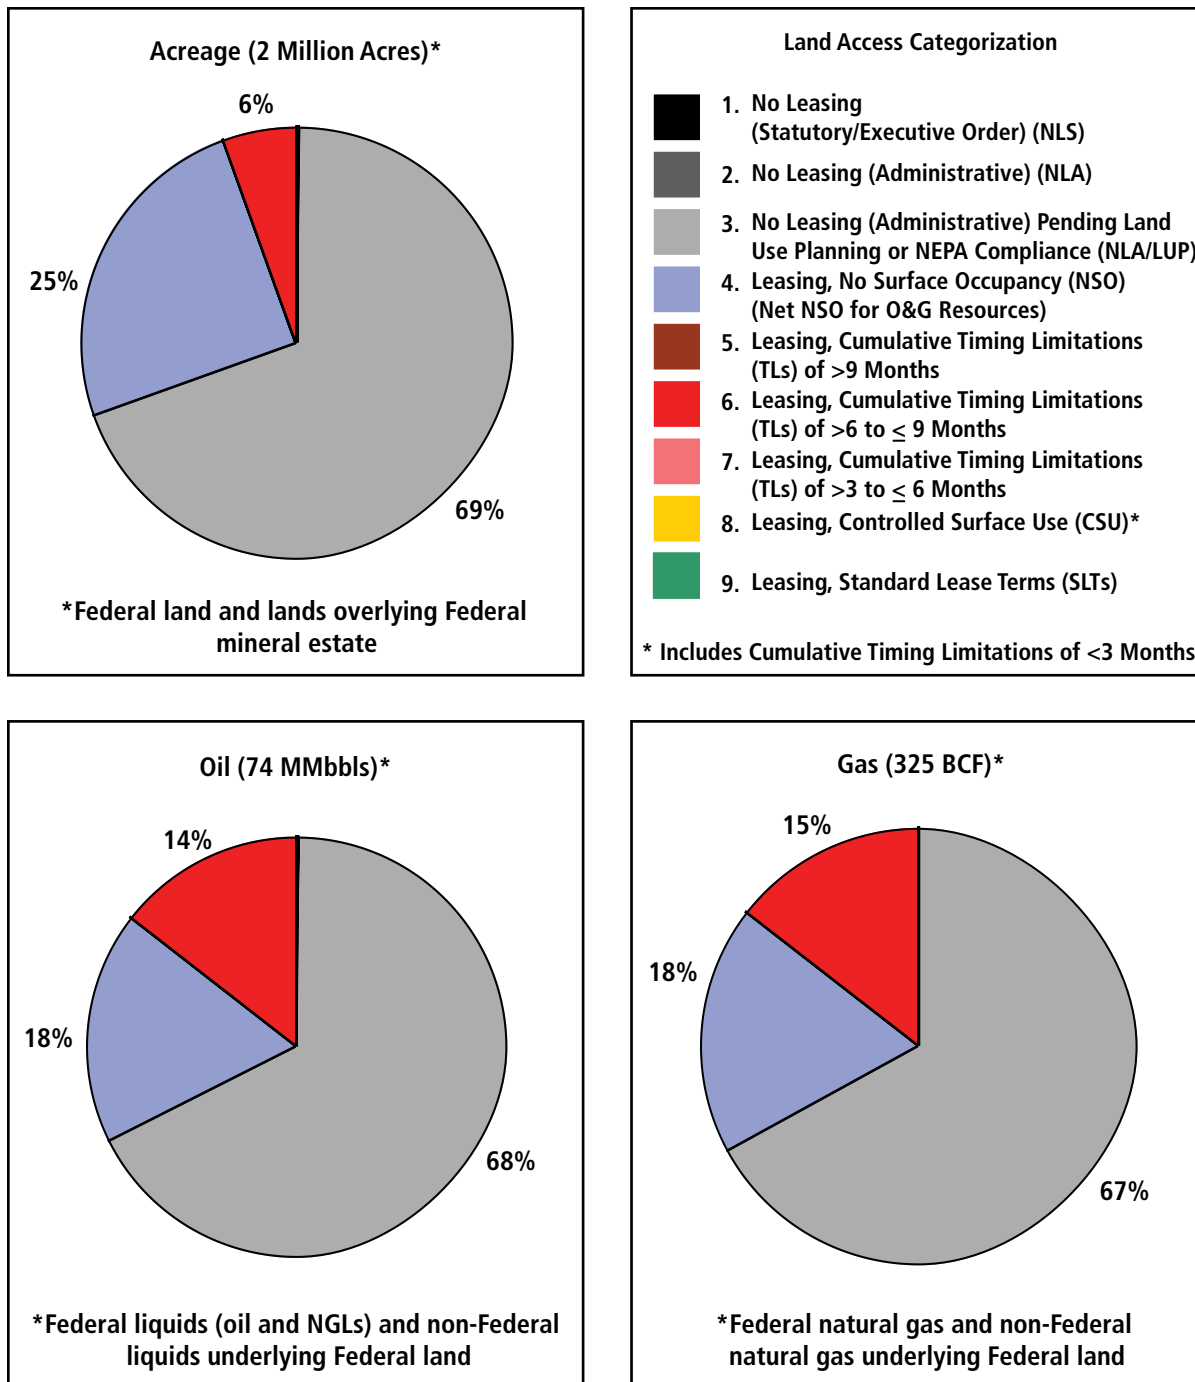 Acreage (2 Million Acres)*
6%
25%
69%
*Federal land and lands overlying Federal
mineral estate
Land Access Categorization
1. No Leasing
(Statutory/Executive Order) (NLS)
2. No Leasing (Administrative) (NLA)
3. No Leasing (Administrative) Pending Land
Use Planning or NEPA Compliance (NLA/LUP)
4. Leasing, No Surface Occupancy (NSO)
(Net NSO for O&G Resources)
5. Leasing, Cumulative Timing Limitations
(TLs) of >9 Months
6. Leasing, Cumulative Timing Limitations
(TLs) of >6 to ≤ 9 Months
7. Leasing, Cumulative Timing Limitations
(TLs) of >3 to ≤ 6 Months
8. Leasing, Controlled Surface Use (CSU)*
9. Leasing, Standard Lease Terms (SLTs)
* Includes Cumulative Timing Limitations of <3 Months
Oil (74 MMbbls)*
14%
18%
68%
*Federal liquids (oil and NGLs) and non-Federal
liquids underlying Federal land
Gas (325 BCF)*
15%
18%
67%
*Federal natural gas and non-Federal
natural gas underlying Federal land